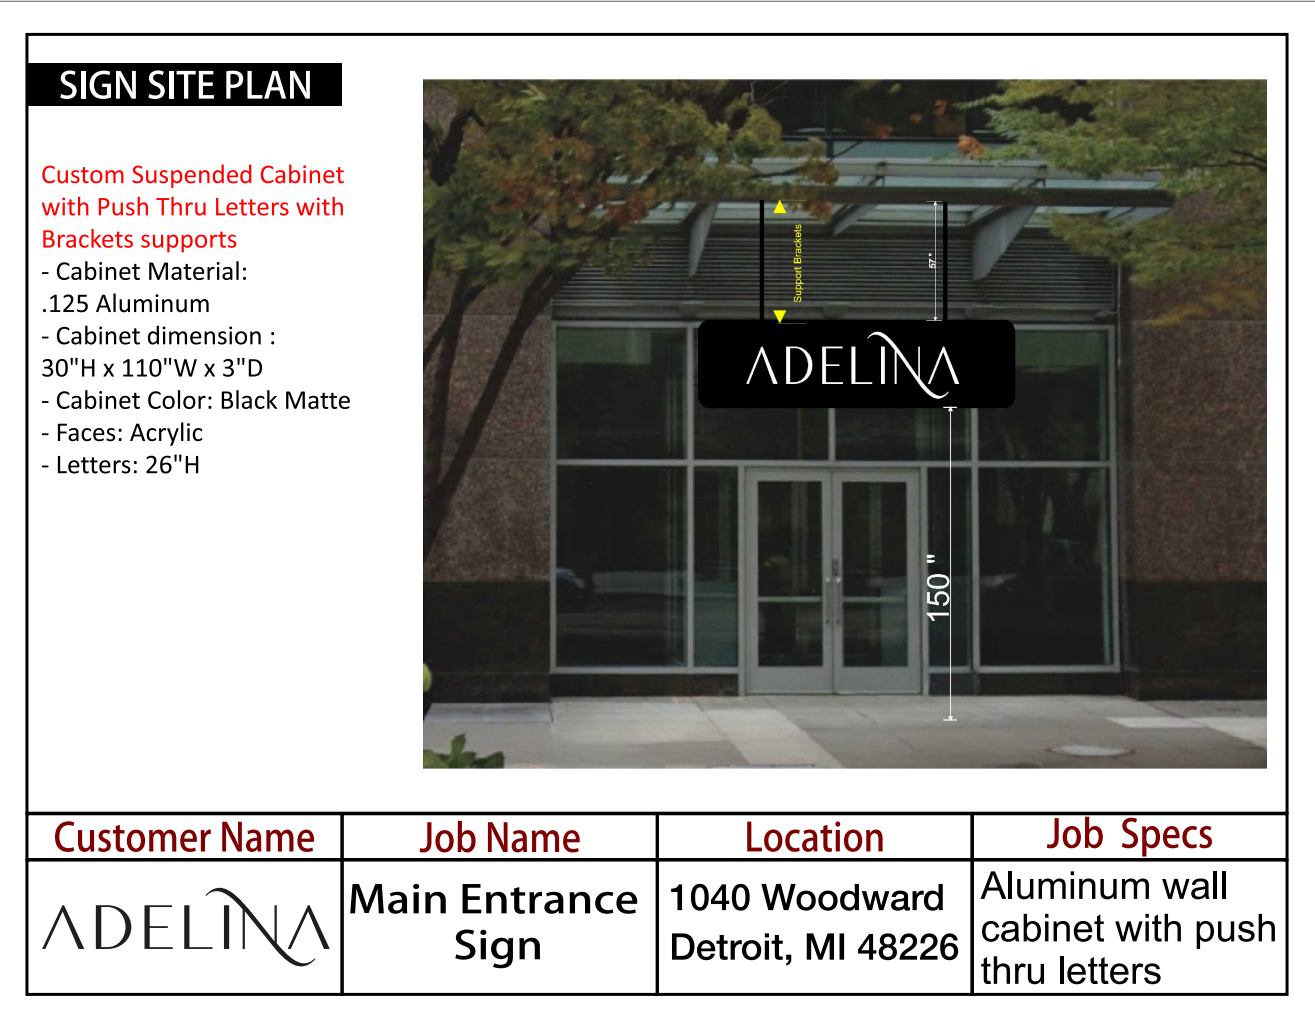 SIGN SITE PLAN
Custom Suspended Cabinet
with Push Thru Letters with
Brackets supports
- Cabinet Material:
.125 Aluminum
- Cabinet dimension :
30"H x 110"W x 3"D
- Cabinet Color: Black Matte
- Faces: Acrylic
- Letters: 26"H
Support Brackets
57 "
ADELINA
150 "
Customer Name
Job Name
Location
Job Specs
ADELINA
Main Entrance
Sign
1040 Woodward
Detroit, MI 48226
Aluminum wall
cabinet with push
thru letters